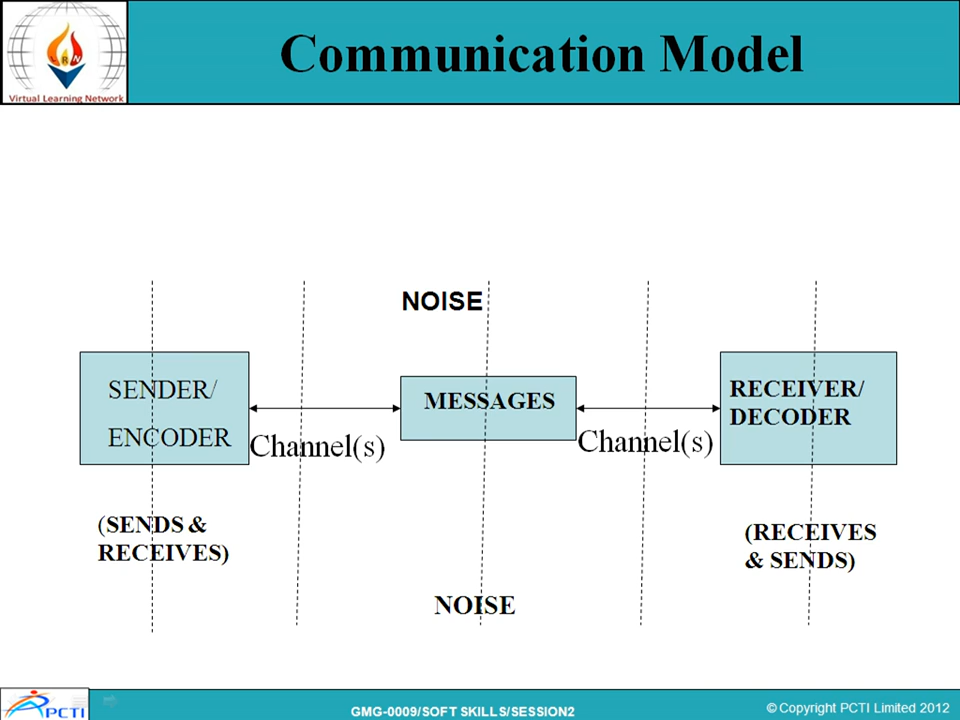 Communication Model
Virtual Learning Network
NOISE
SENDER/
ENCODER
Channel(s)
MESSAGES
Channel(s)
RECEIVER/
DECODER
(SENDS &
RECEIVES)
(RECEIVES
& SENDS)
NOISE
PCTI
GMG-0009/SOFT SKILLS/SESSION2
© Copyright PCTI Limited 2012